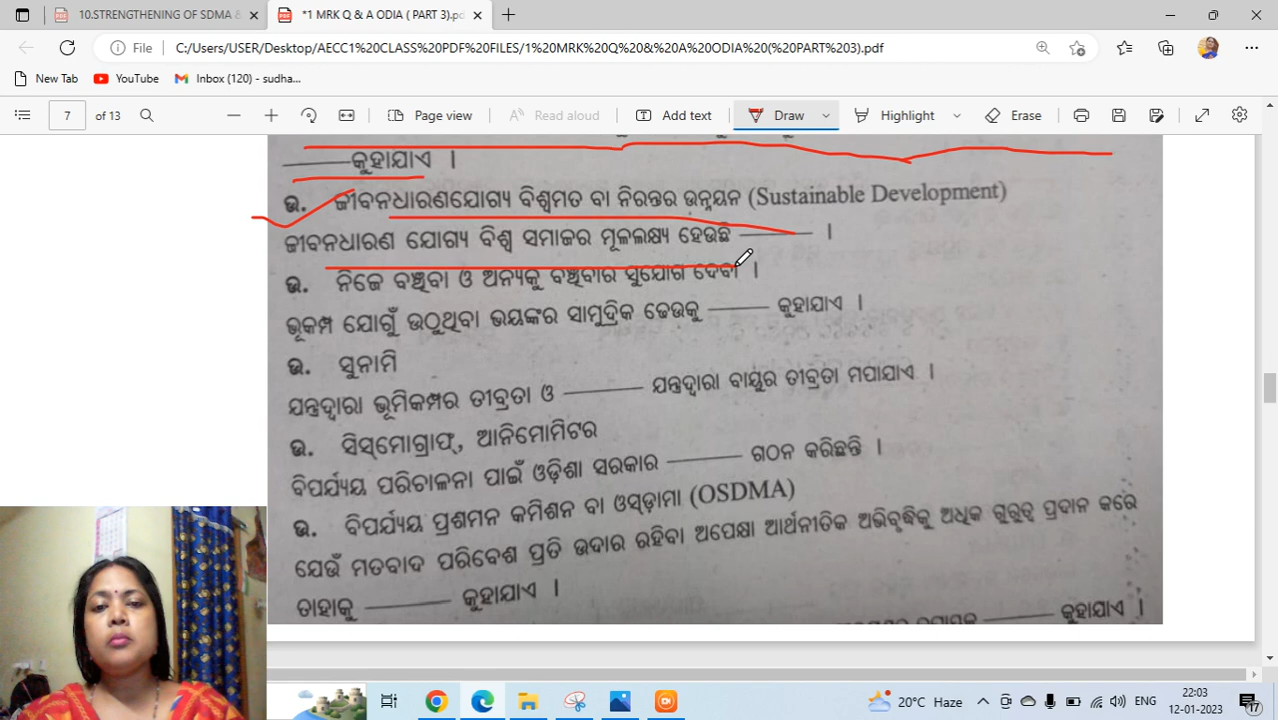 10.STRENGTHENING OF SDMA &
*1 MRK Q & A ODIA ( PART 3).pd
File
C:/Users/USER/Desktop/AECC1%20CLASS%20PDF%20FILES/1%20MRK%20Q%20&%20A%20ODIA%20(%20PART%203).pdf
New Tab
YouTube
Inbox (120) - sudha...
7
of 13
Page view
Read aloud
Add text
Draw
Highlight
Erase
———କୁହାଯାଏ ।
ଉ. ଜୀବନଧାରଣଯୋଗ୍ୟ ବିଶ୍ୱମତ ବା ନିରନ୍ତର ଉନ୍ନୟନ (Sustainable Development)
ଜୀବନଧାରଣ ଯୋଗ୍ୟ ବିଶ୍ୱ ସମାଜର ମୂଳଲକ୍ଷ୍ୟ ହେଉଛି ——— ।
ଉ. ନିଜେ ବଞ୍ଚିବା ଓ ଅନ୍ୟକୁ ବଞ୍ଚିବାର ସୁଯୋଗ ଦେବା ।
ଭୂକମ୍ପ ଯୋଗୁଁ ଉଠୁଥିବା ଭୟଙ୍କର ସାମୁଦ୍ରିକ ଢେଉକୁ ——— କୁହାଯାଏ ।
ଉ. ସୁନାମି
ଯନ୍ତ୍ରଦ୍ୱାରା ଭୂମିକମ୍ପର ତୀବ୍ରତା ଓ ——— ଯନ୍ତ୍ରଦ୍ୱାରା ବାୟୁର ତୀବ୍ରତା ମପାଯାଏ ।
ଉ. ସିସ୍‌ମୋଗ୍ରାଫ୍, ଆନିମୋମିଟର
ବିପର୍ଯ୍ୟୟ ପରିଚାଳନା ପାଇଁ ଓଡ଼ିଶା ସରକାର ——— ଗଠନ କରିଛନ୍ତି ।
ଉ. ବିପର୍ଯ୍ୟୟ ପ୍ରଶମନ କମିଶନ ବା ଓସ୍‌ଡ଼ାମା (OSDMA)
ଯେଉଁ ମତବାଦ ପରିବେଶ ପ୍ରତି ଉଦାର ରହିବା ଅପେକ୍ଷା ଆର୍ଥନୀତିକ ଅଭିବୃଦ୍ଧିକୁ ଅଧିକ ଗୁରୁତ୍ୱ ପ୍ରଦାନ କରେ
ତାହାକୁ ——— କୁହାଯାଏ ।
——— କୁହାଯାଏ ।
20°C Haze
ENG
22:03
12-01-2023
17